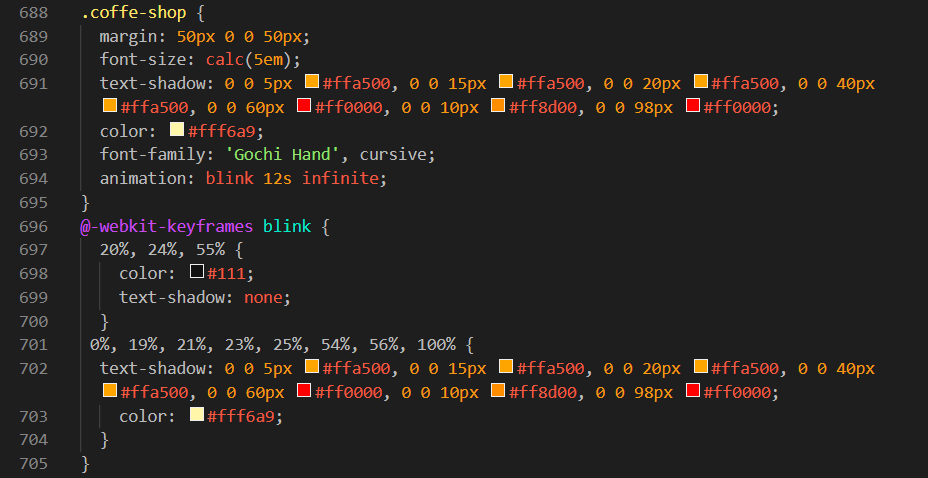 688 .coffe-shop {
689 margin: 50px 0 0 50px;
690 font-size: calc(5em);
691 text-shadow: 0 0 5px #ffa500, 0 0 15px #ffa500, 0 0 20px #ffa500, 0 0 40px
#ffa500, 0 0 60px #ff0000, 0 0 10px #ff8d00, 0 0 98px #ff0000;
692 color: #fff6a9;
693 font-family: 'Gochi Hand', cursive;
694 animation: blink 12s infinite;
695 }
696 @-webkit-keyframes blink {
697 20%, 24%, 55% {
698 color: #111;
699 text-shadow: none;
700 }
701 0%, 19%, 21%, 23%, 25%, 54%, 56%, 100% {
702 text-shadow: 0 0 5px #ffa500, 0 0 15px #ffa500, 0 0 20px #ffa500, 0 0 40px
#ffa500, 0 0 60px #ff0000, 0 0 10px #ff8d00, 0 0 98px #ff0000;
703 color: #fff6a9;
704 }
705 }